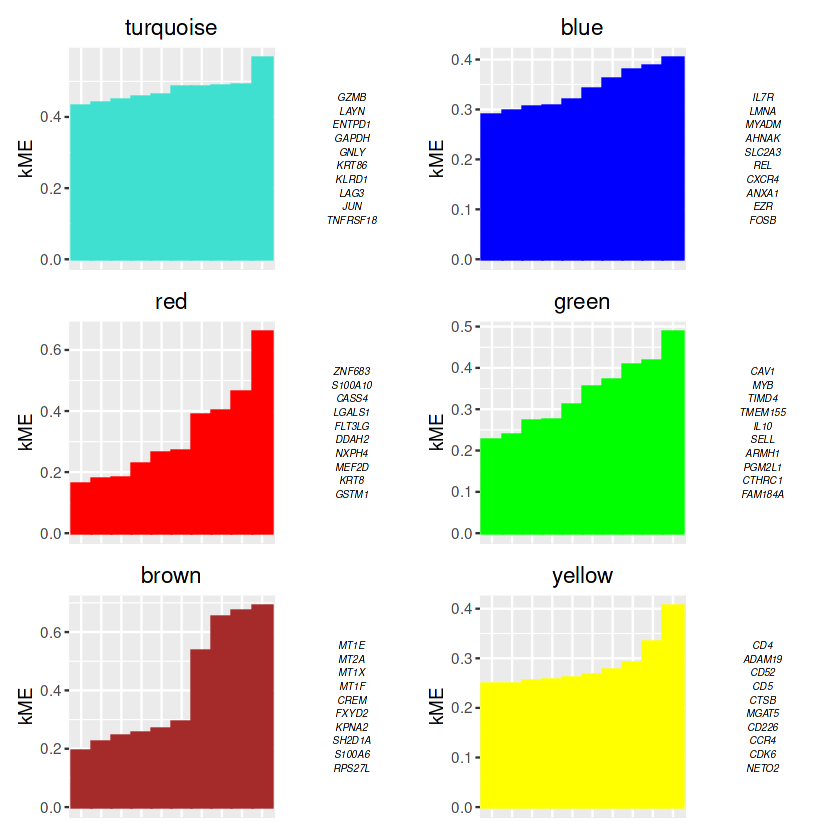 turquoise
kME
0.4
0.2
0.0
GZMB
LAYN
ENTPD1
GAPDH
GNLY
KRT86
KLRD1
LAG3
JUN
TNFRSF18
blue
kME
0.4
0.3
0.2
0.1
0.0
IL7R
LMNA
MYADM
AHNAK
SLC2A3
REL
CXCR4
ANXA1
EZR
FOSB
red
kME
0.6
0.4
0.2
0.0
ZNF683
S100A10
CASS4
LGALS1
FLT3LG
DDAH2
NXPH4
MEF2D
KRT8
GSTM1
green
kME
0.5
0.4
0.3
0.2
0.1
0.0
CAV1
MYB
TIMD4
TMEM155
IL10
SELL
ARMH1
PGM2L1
CTHRC1
FAM184A
brown
kME
0.6
0.4
0.2
0.0
MT1E
MT2A
MT1X
MT1F
CREM
FXYD2
KPNA2
SH2D1A
S100A6
RPS27L
yellow
kME
0.4
0.3
0.2
0.1
0.0
CD4
ADAM19
CD52
CD5
CTSB
MGAT5
CD226
CCR4
CDK6
NETO2